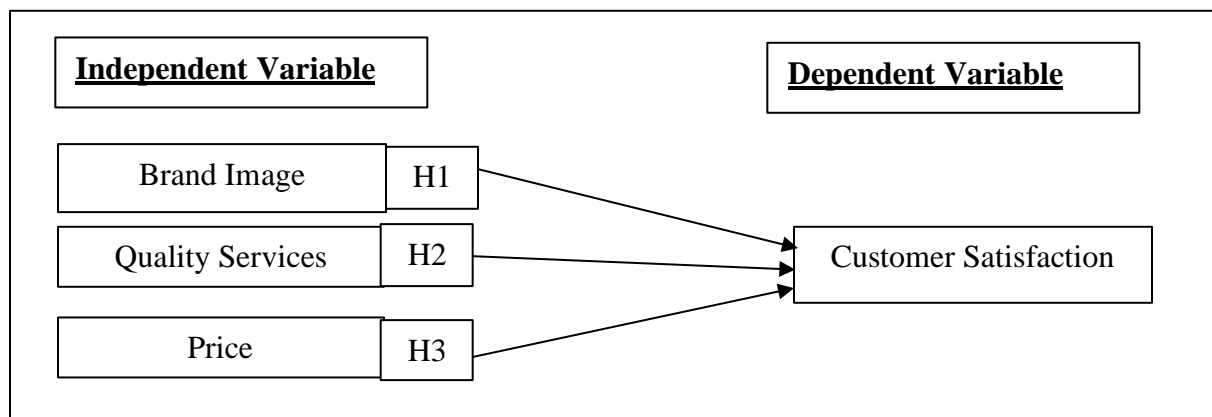 Independent Variable
Dependent Variable
Brand Image H1
Quality Services H2
Customer Satisfaction
Price H3